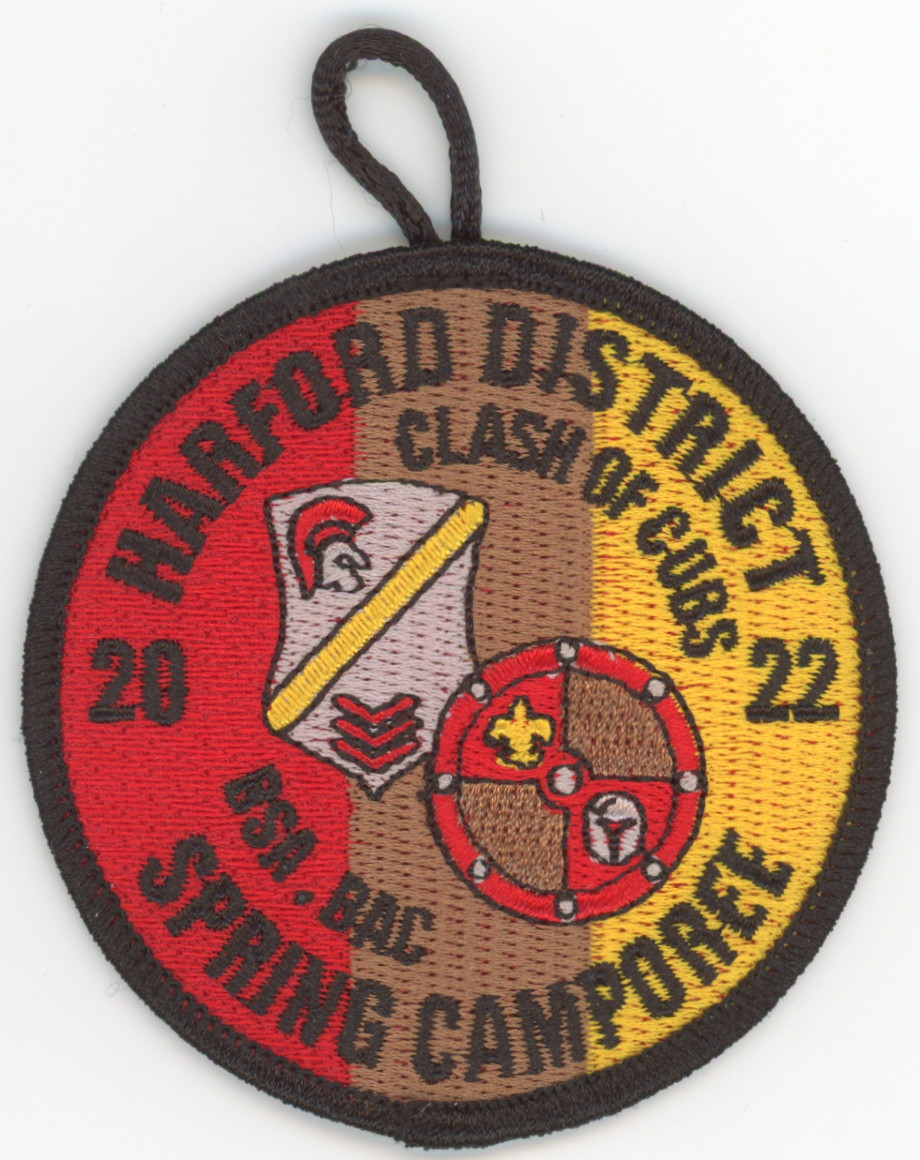 HARFORD DISTRICT
CLASH OF CUBS
20 22
BSA. BAC
SPRING CAMPOREE